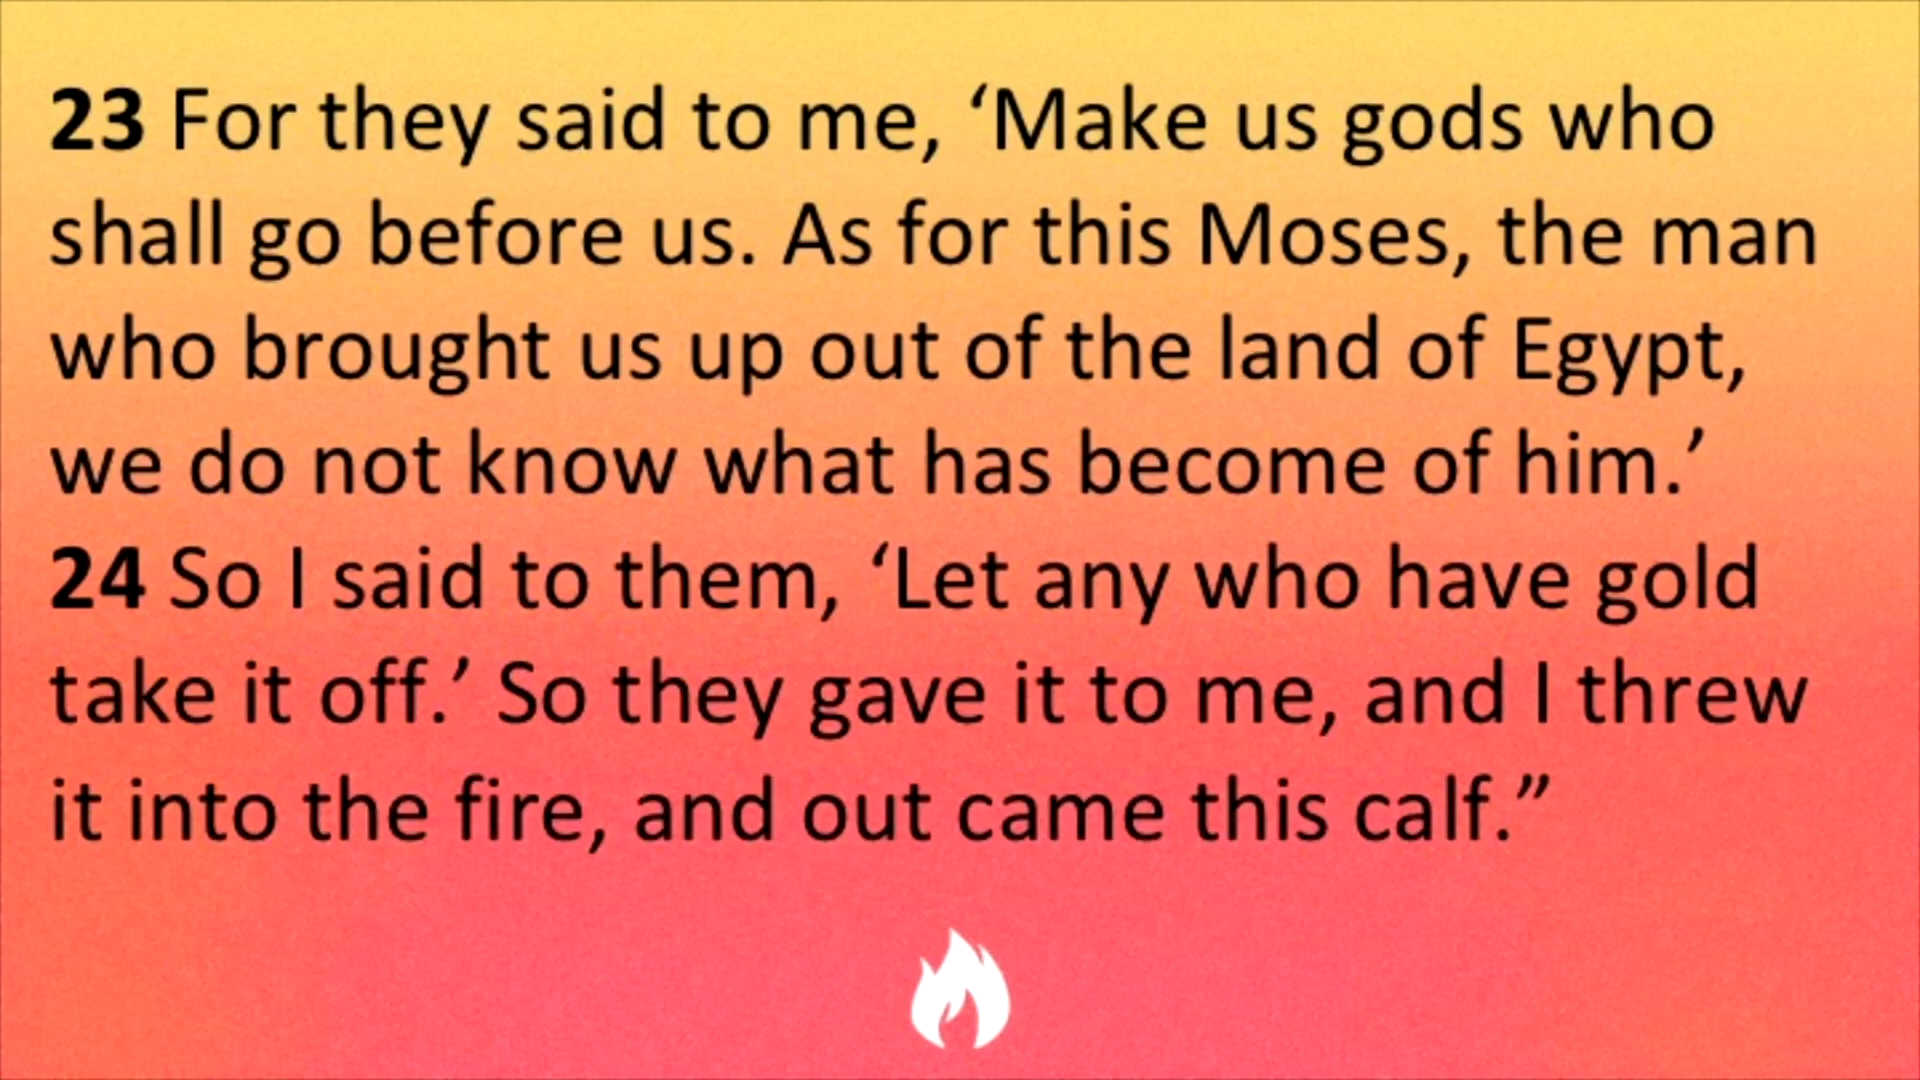 23 For they said to me, ‘Make us gods who
shall go before us. As for this Moses, the man
who brought us up out of the land of Egypt,
we do not know what has become of him.’
24 So I said to them, ‘Let any who have gold
take it off.’ So they gave it to me, and I threw
it into the fire, and out came this calf.”